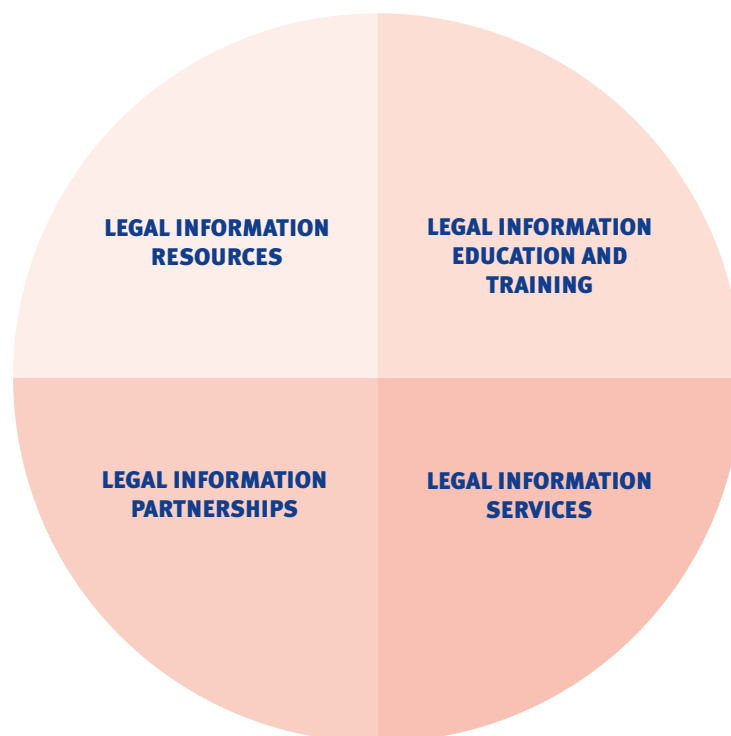 LEGAL INFORMATION
RESOURCES
LEGAL INFORMATION
EDUCATION AND
TRAINING
LEGAL INFORMATION
PARTNERSHIPS
LEGAL INFORMATION
SERVICES